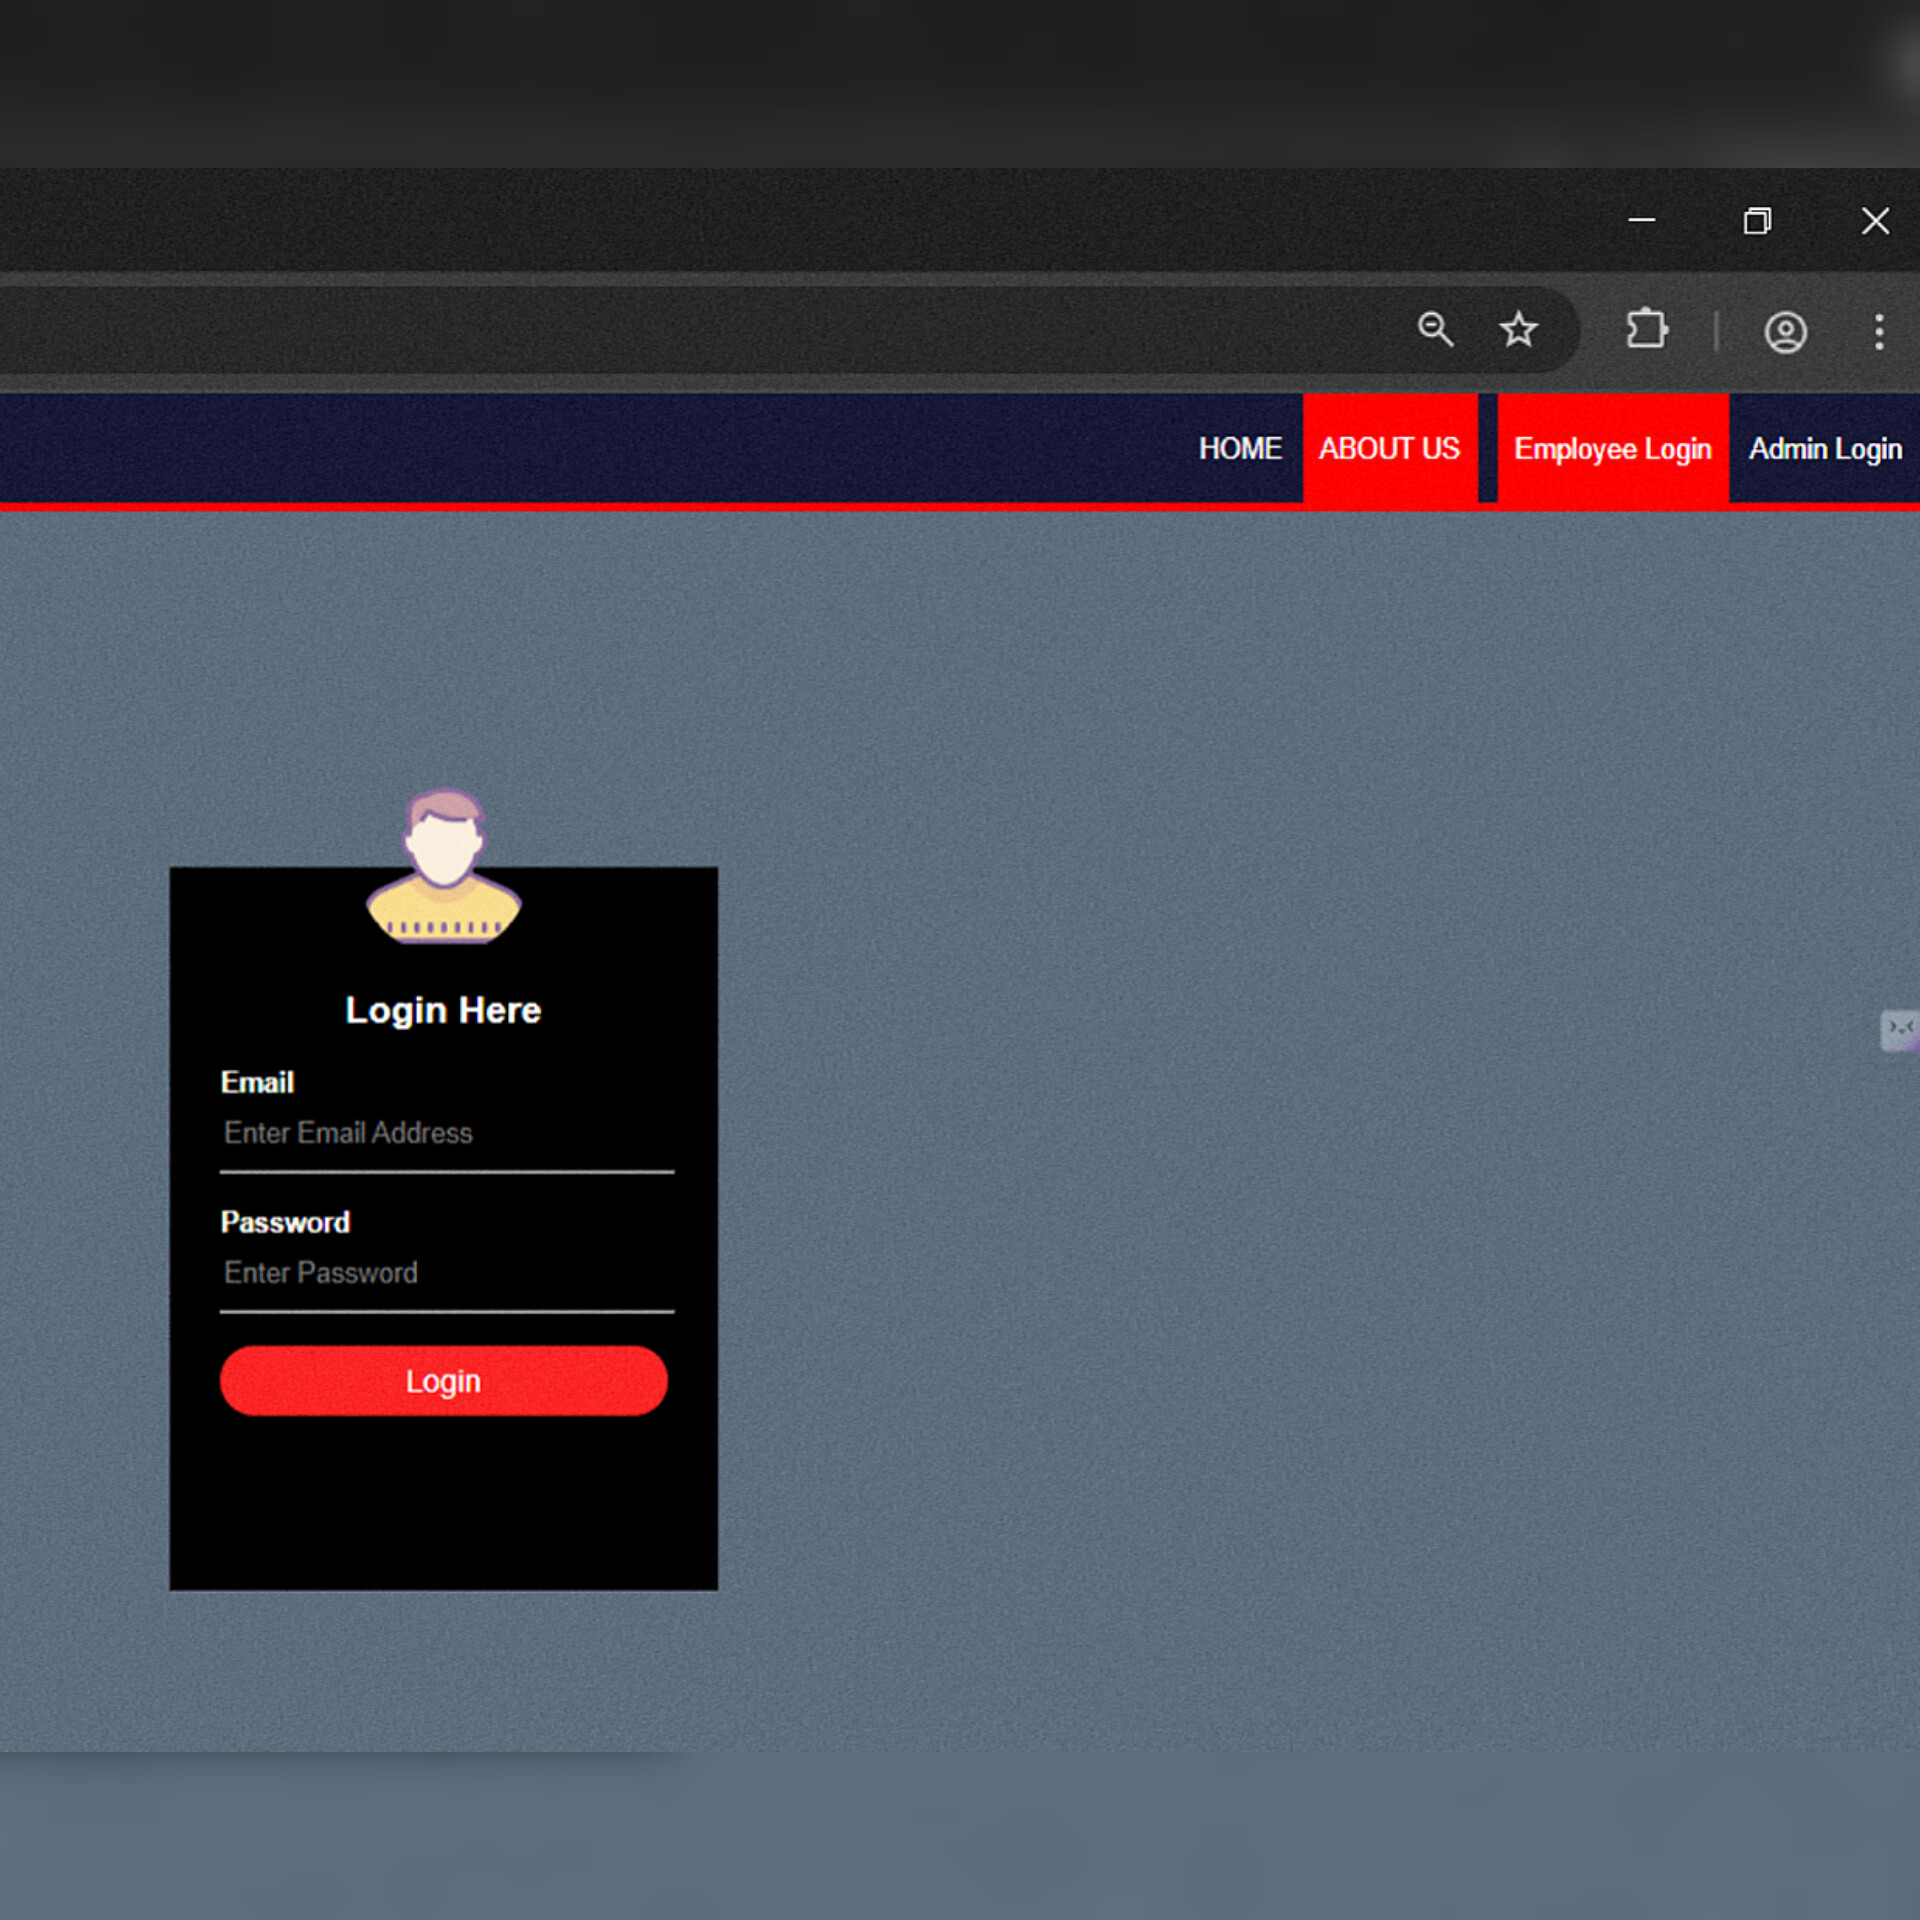 HOME ABOUT US Employee Login Admin Login
Login Here
Email
Enter Email Address
Password
Enter Password
Login